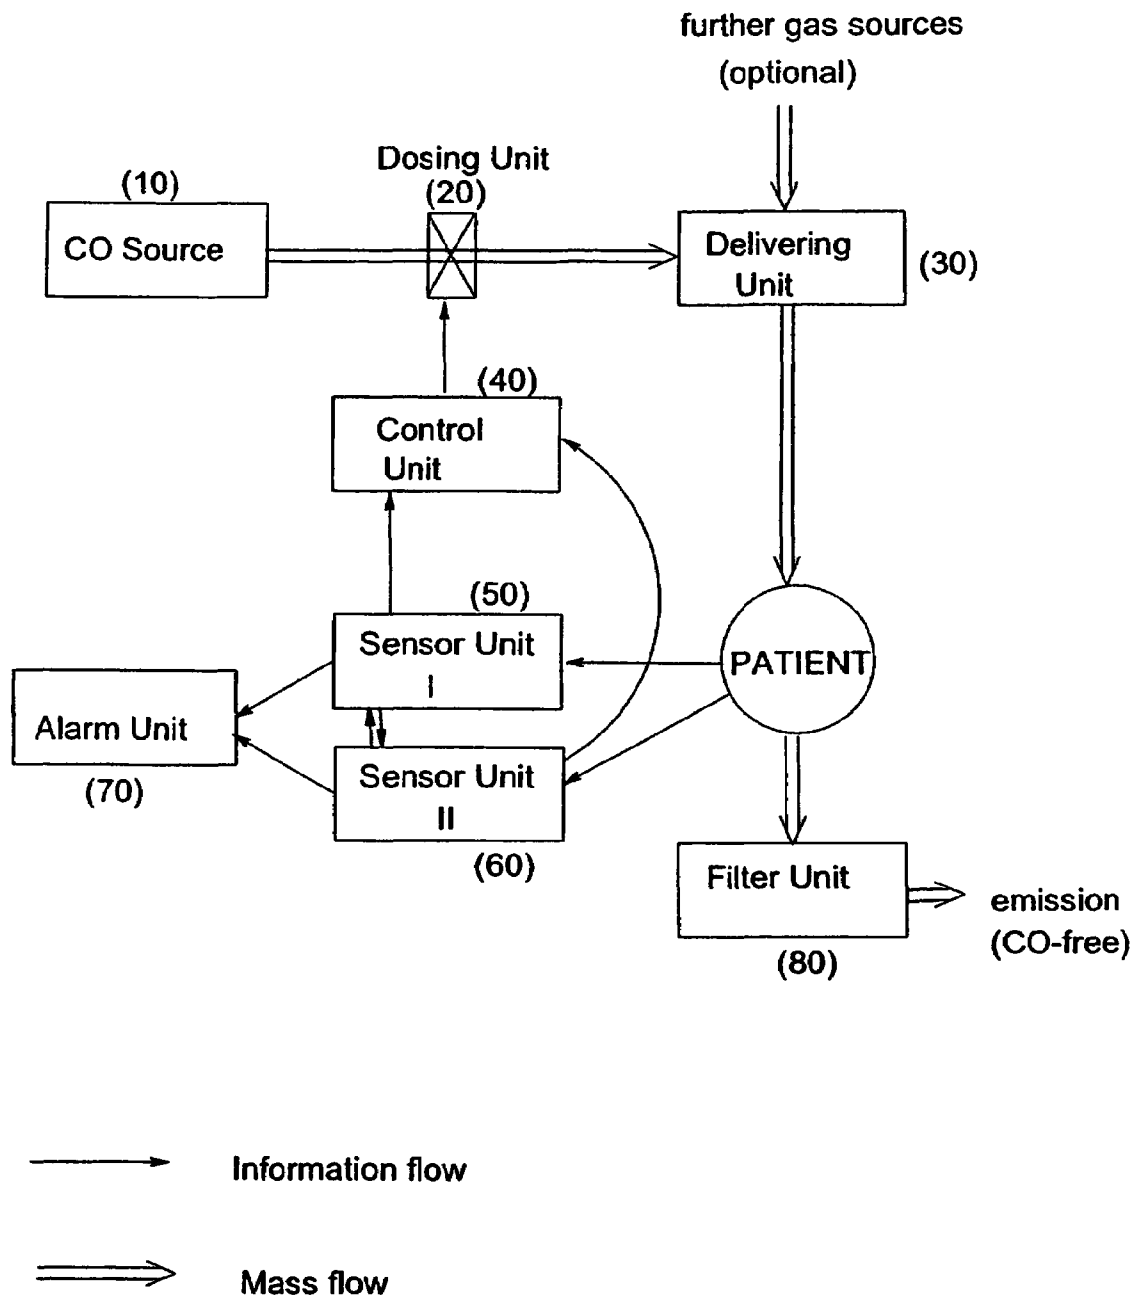 further gas sources
(optional)
Dosing Unit
(20)
(10)
CO Source
Delivering
Unit
(30)
(40)
Control
Unit
(50)
Sensor Unit
I
PATIENT
Alarm Unit
(70)
Sensor Unit
II
(60)
Filter Unit
(80)
emission
(CO-free)
Information flow
Mass flow